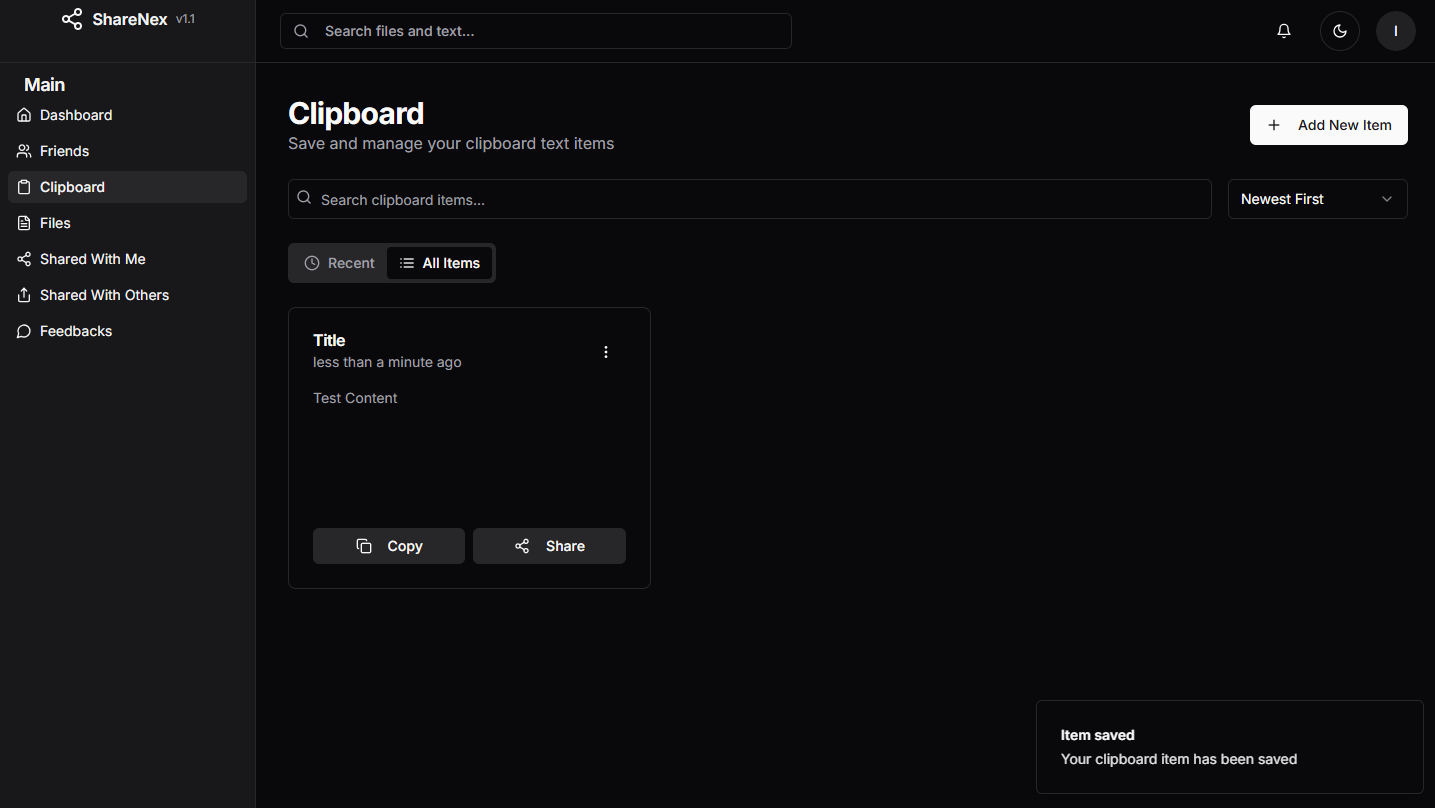 ShareNex v1.1
Search files and text...
I
Main
Dashboard
Friends
Clipboard
Files
Shared With Me
Shared With Others
Feedbacks
Clipboard
Save and manage your clipboard text items
Add New Item
Search clipboard items...
Newest First
Recent
All Items
Title
less than a minute ago
Test Content
Copy
Share
Item saved
Your clipboard item has been saved